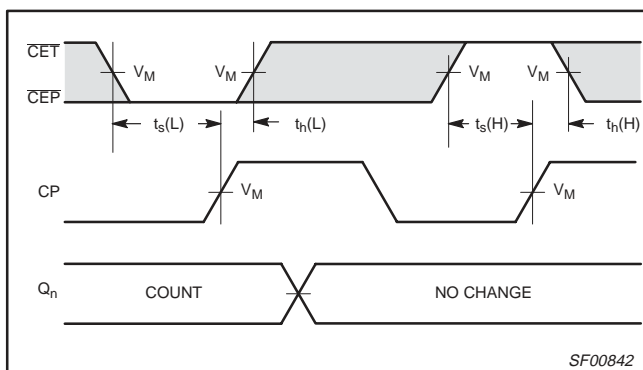 CET
V_M V_M V_M V_M
CEP
t_s(L) t_h(L) t_s(H) t_h(H)
CP V_M V_M
Q_n COUNT NO CHANGE
SF00842